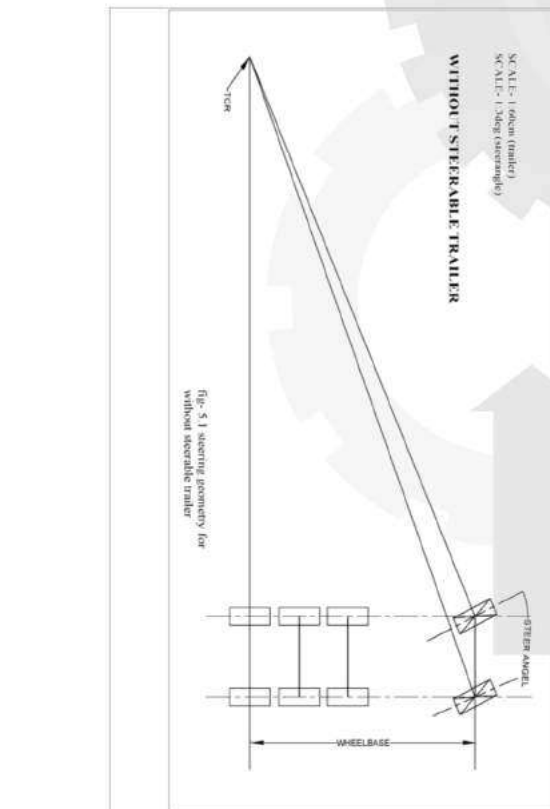 SCALE- 1:60cm (trailer)
SCALE- 1:3deg (steerangle)
WITHOUT STEERABLE TRAILER
TCR
STEER ANGEL
WHEELBASE
fig- 5.1 steering geometry for
without steerable trailer